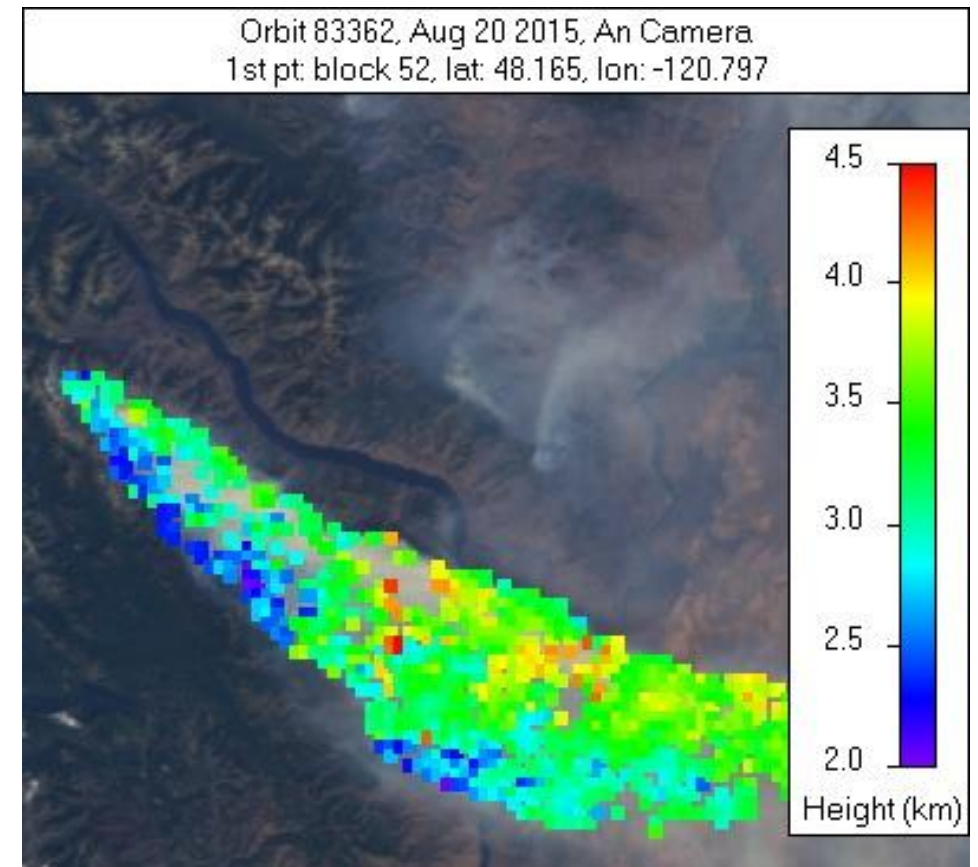 Orbit 83362, Aug 20 2015, An Camera
1st pt: block 52, lat: 48.165, lon: -120.797
4.5
4.0
3.5
3.0
2.5
2.0
Height (km)